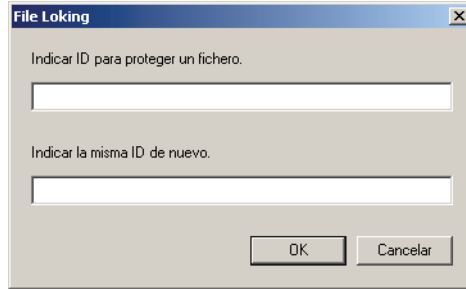 File Loking
Indicar ID para proteger un fichero.
Indicar la misma ID de nuevo.
OK Cancelar